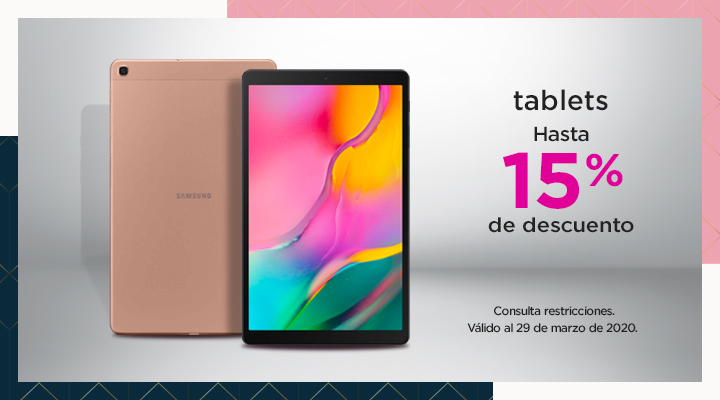 SAMSUNG
tablets
Hasta
15%
de descuento
Consulta restricciones.
Válido al 29 de marzo de 2020.